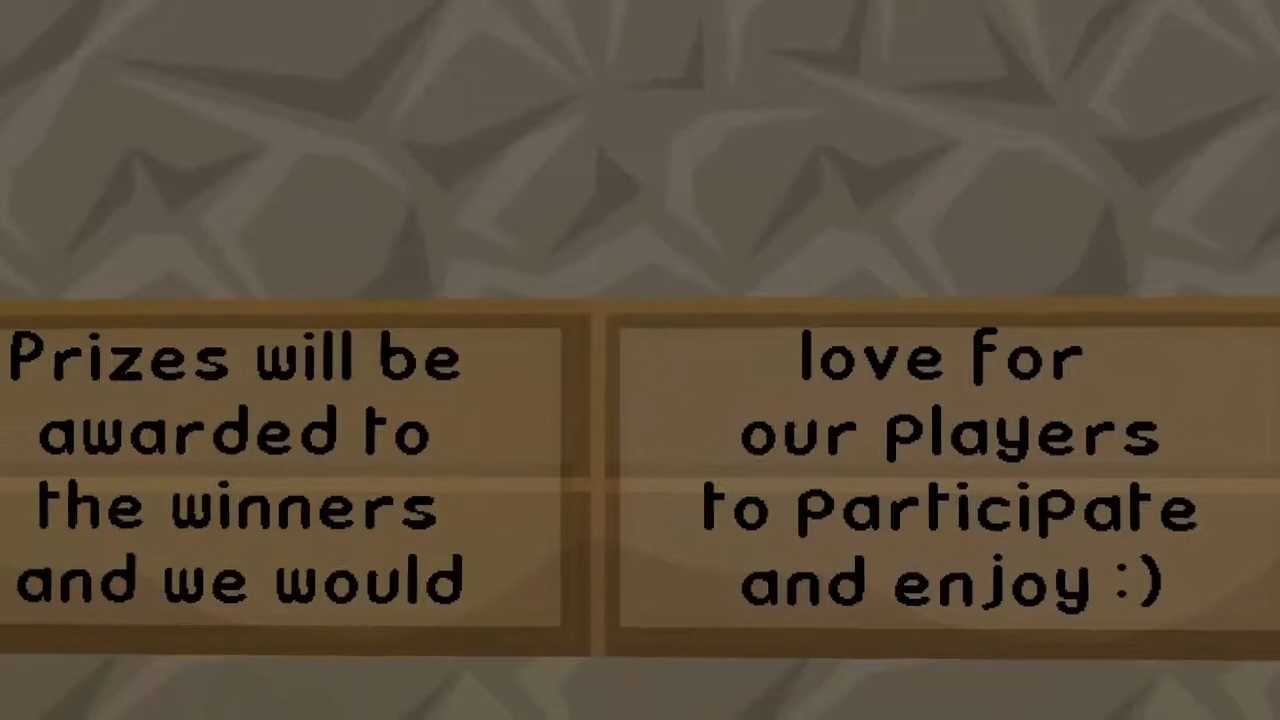 Prizes will be
awarded to
the winners
and we would
love for
our players
to participate
and enjoy :)